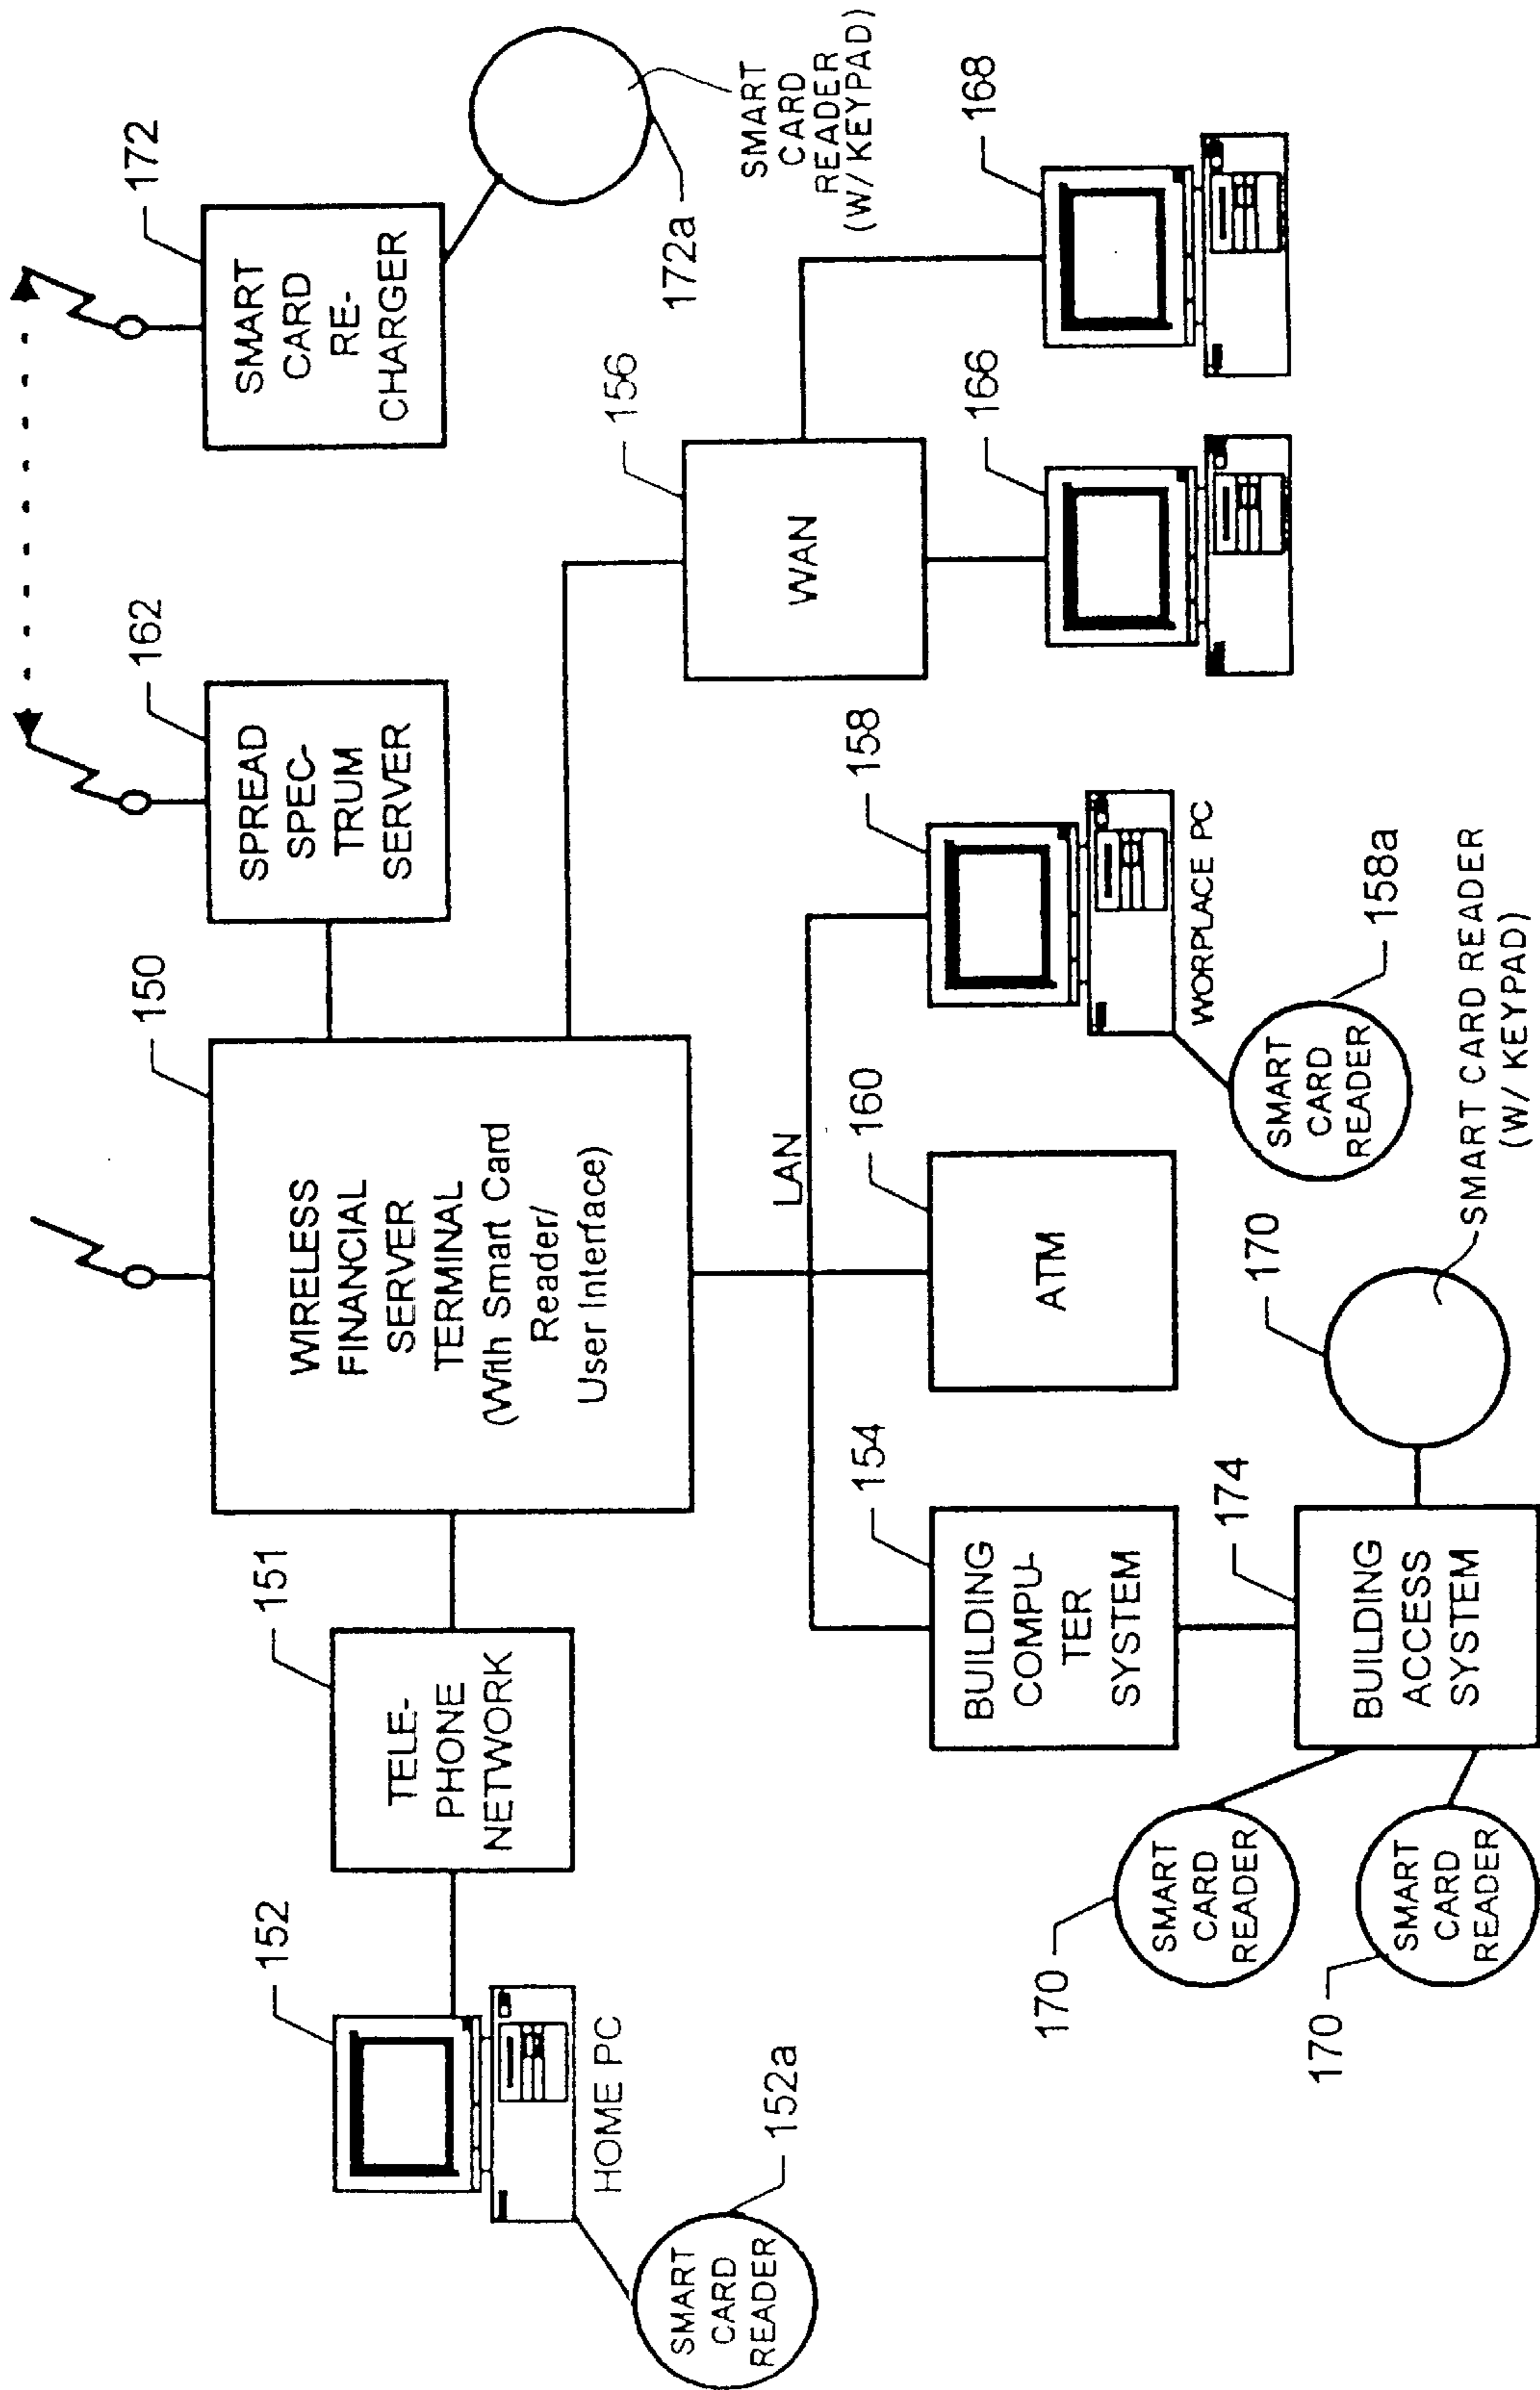 172
SMART
CARD
RE-
CHARGER
172a
SMART
CARD
READER
(W/ KEYPAD)
162
SPREAD
SPEC-
TRUM
SERVER
150
WIRELESS
FINANCIAL
SERVER
TERMINAL
(With Smart Card
Reader/
User Interface)
151
TELE-
PHONE
NETWORK
152
HOME PC
152a
SMART
CARD
READER
156
WAN
166
168
LAN
158
WORPLACE PC
158a
SMART
CARD
READER
160
ATM
154
BUILDING
COMPU-
TER
SYSTEM
174
BUILDING
ACCESS
SYSTEM
170
SMART CARD READER
(W/ KEYPAD)
170
SMART
CARD
READER
170
SMART
CARD
READER